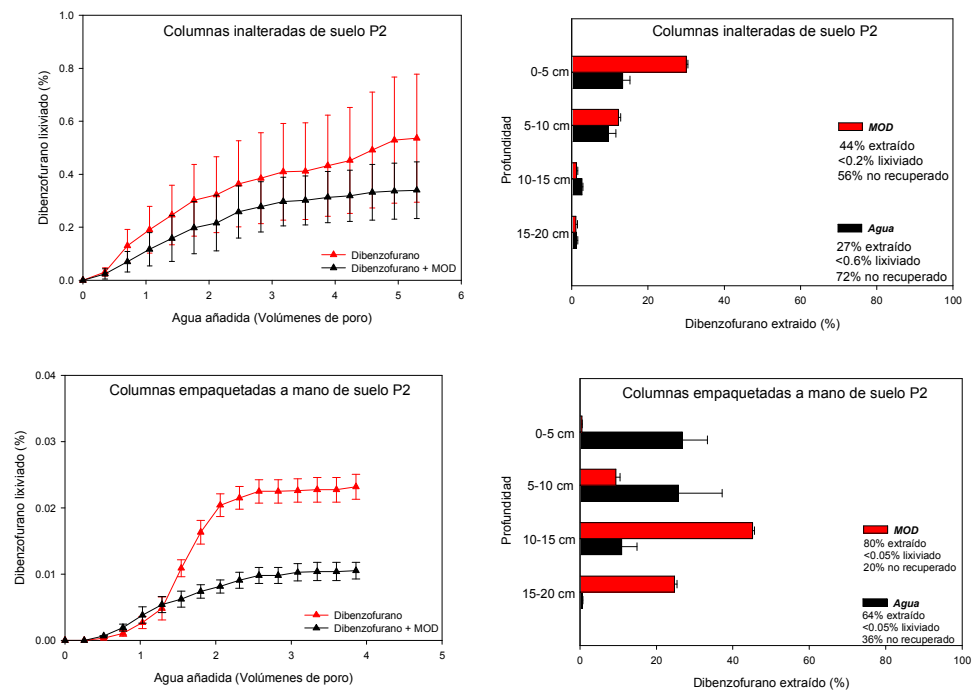 Columnas inalteradas de suelo P2
Dibenzofurano lixiviado (%)
1.0
0.8
0.6
0.4
0.2
0.0
Dibenzofurano
Dibenzofurano + MOD
0 1 2 3 4 5 6
Agua añadida (Volúmenes de poro)
Columnas inalteradas de suelo P2
Profundidad
0-5 cm
5-10 cm
10-15 cm
15-20 cm
MOD
44% extraído
<0.2% lixiviado
56% no recuperado
Agua
27% extraído
<0.6% lixiviado
72% no recuperado
0 20 40 60 80 100
Dibenzofurano extraido (%)
Columnas empaquetadas a mano de suelo P2
Dibenzofurano lixiviado (%)
0.04
0.03
0.02
0.01
0.00
Dibenzofurano
Dibenzofurano + MOD
0 1 2 3 4 5
Agua añadida (Volúmenes de poro)
Columnas empaquetadas a mano de suelo P2
Profundidad
0-5 cm
5-10 cm
10-15 cm
15-20 cm
MOD
80% extraído
<0.05% lixiviado
20% no recuperado
Agua
64% extraído
<0.05% lixiviado
36% no recuperado
0 20 40 60 80 100
Dibenzofurano extraído (%)